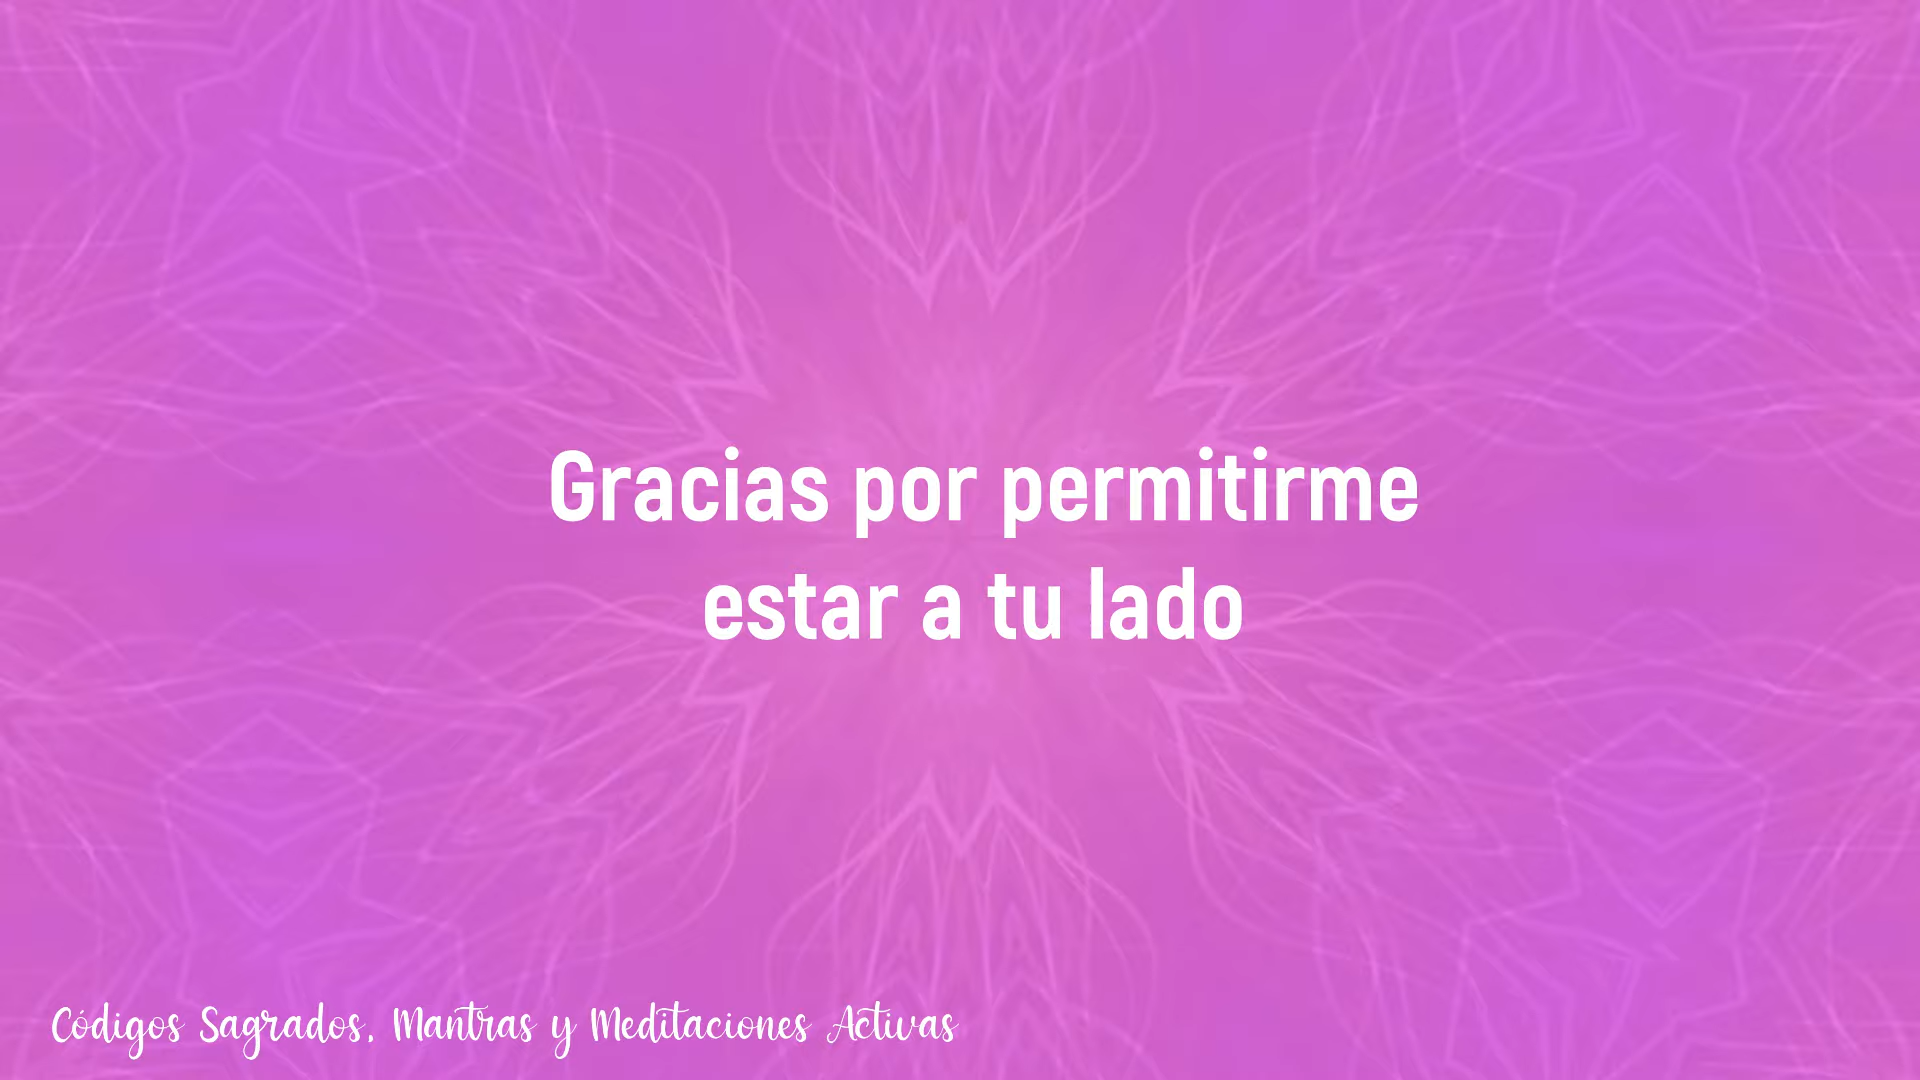 Gracias por permitirme
estar a tu lado
Códigos Sagrados, Mantras y Meditaciones Activas